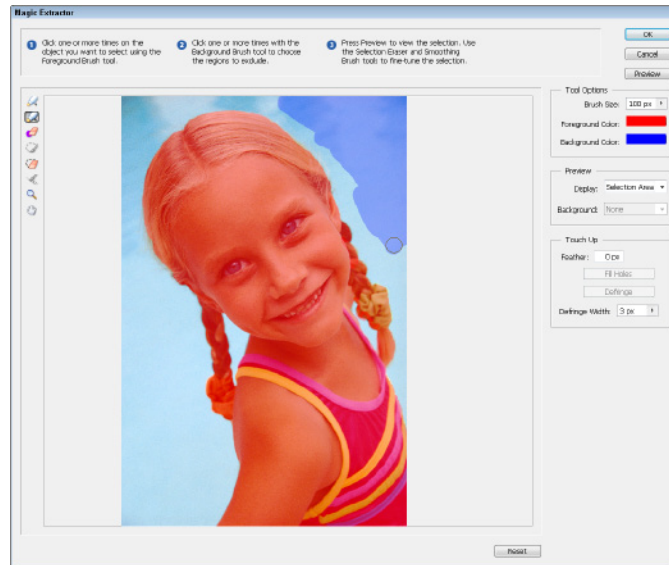 Magic Extractor
1 Click one or more times on the
object you want to select using the
Foreground Brush tool.
2 Click one or more times with the
Background Brush tool to choose
the regions to exclude.
3 Press Preview to view the selection. Use
the Selection Eraser and Smoothing
Brush tools to fine-tune the selection.
OK
Cancel
Preview
Tool Options
Brush Size: 100 px
Foreground Color:
Background Color:
Preview
Display: Selection Area
Background: None
Touch Up
Feather: 0 px
Fill Holes
Defringe
Defringe Width: 3 px
Reset